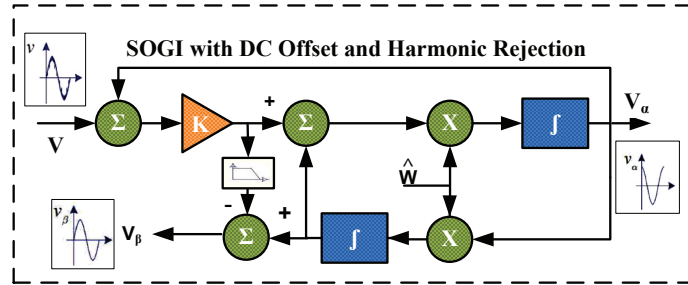 v
SOGI with DC Offset and Harmonic Rejection
V
Σ
K
+
Σ
X
∫
Vα
vα
Ŵ
vβ
Vβ
-
Σ
+
∫
X